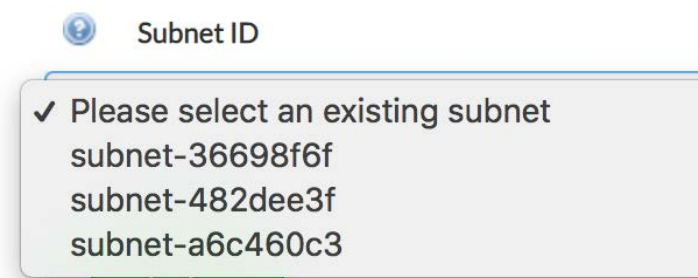 Subnet ID
✓ Please select an existing subnet
subnet-36698f6f
subnet-482dee3f
subnet-a6c460c3